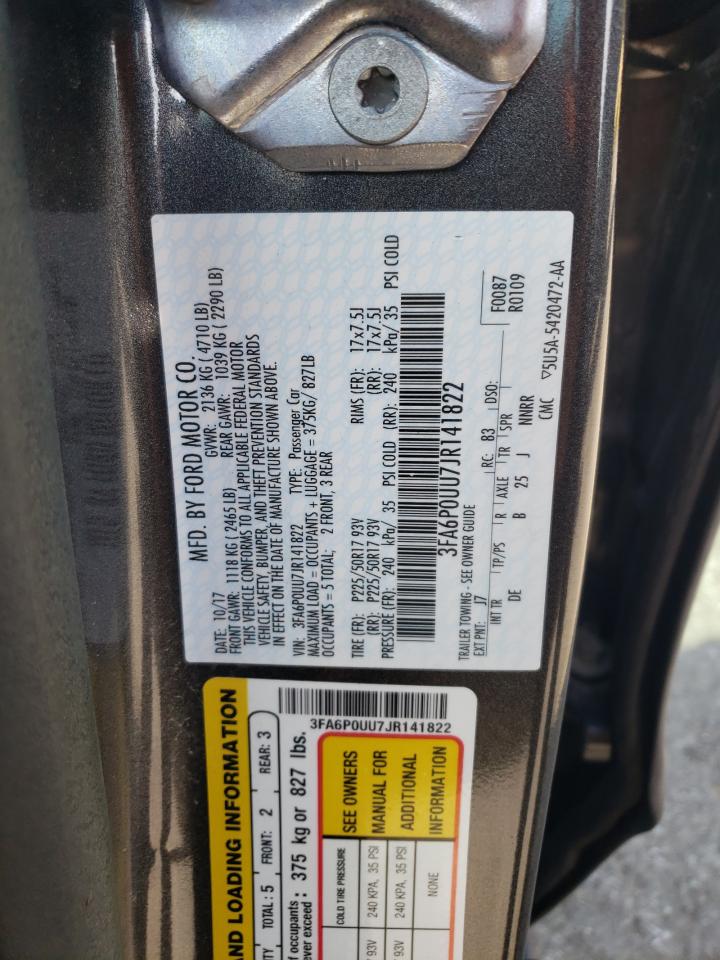 MFD. BY FORD MOTOR CO.
DATE: 10/17 GVWR: 2136 KG ( 4710 LB)
FRONT GAWR: 1118 KG ( 2465 LB) REAR GAWR: 1039 KG ( 2290 LB)
THIS VEHICLE CONFORMS TO ALL APPLICABLE FEDERAL MOTOR
VEHICLE SAFETY, BUMPER, AND THEFT PREVENTION STANDARDS
IN EFFECT ON THE DATE OF MANUFACTURE SHOWN ABOVE.
VIN: 3FA6P0UU7JR141822 TYPE: Passenger Car
MAXIMUM LOAD = OCCUPANTS + LUGGAGE = 375KG/ 827LB
OCCUPANTS = 5 TOTAL; 2 FRONT, 3 REAR
TIRE (FR): P225/50R17 93V RIMS (FR): 17x7.5J
(RR): P225/50R17 93V (RR): 17x7.5J
PRESSURE (FR): 240 kPa/ 35 PSI COLD (RR): 240 kPa/ 35 PSI COLD
3FA6P0UU7JR141822
TRAILER TOWING - SEE OWNER GUIDE F0087
EXT PNT: J7 RC: 83 DSO: R0109
INT TR TP/PS R AXLE TR SPR
DE B 25 J NMRR
CMC ▽5U5A-5420472-AA
AND LOADING INFORMATION
TOTAL : 5 FRONT: 2 REAR: 3
f occupants : 375 kg or 827 lbs.
ver exceed :
3FA6P0UU7JR141822
COLD TIRE PRESSURE SEE OWNERS
93V 240 KPA, 35 PSI MANUAL FOR
93V 240 KPA, 35 PSI ADDITIONAL
NONE INFORMATION